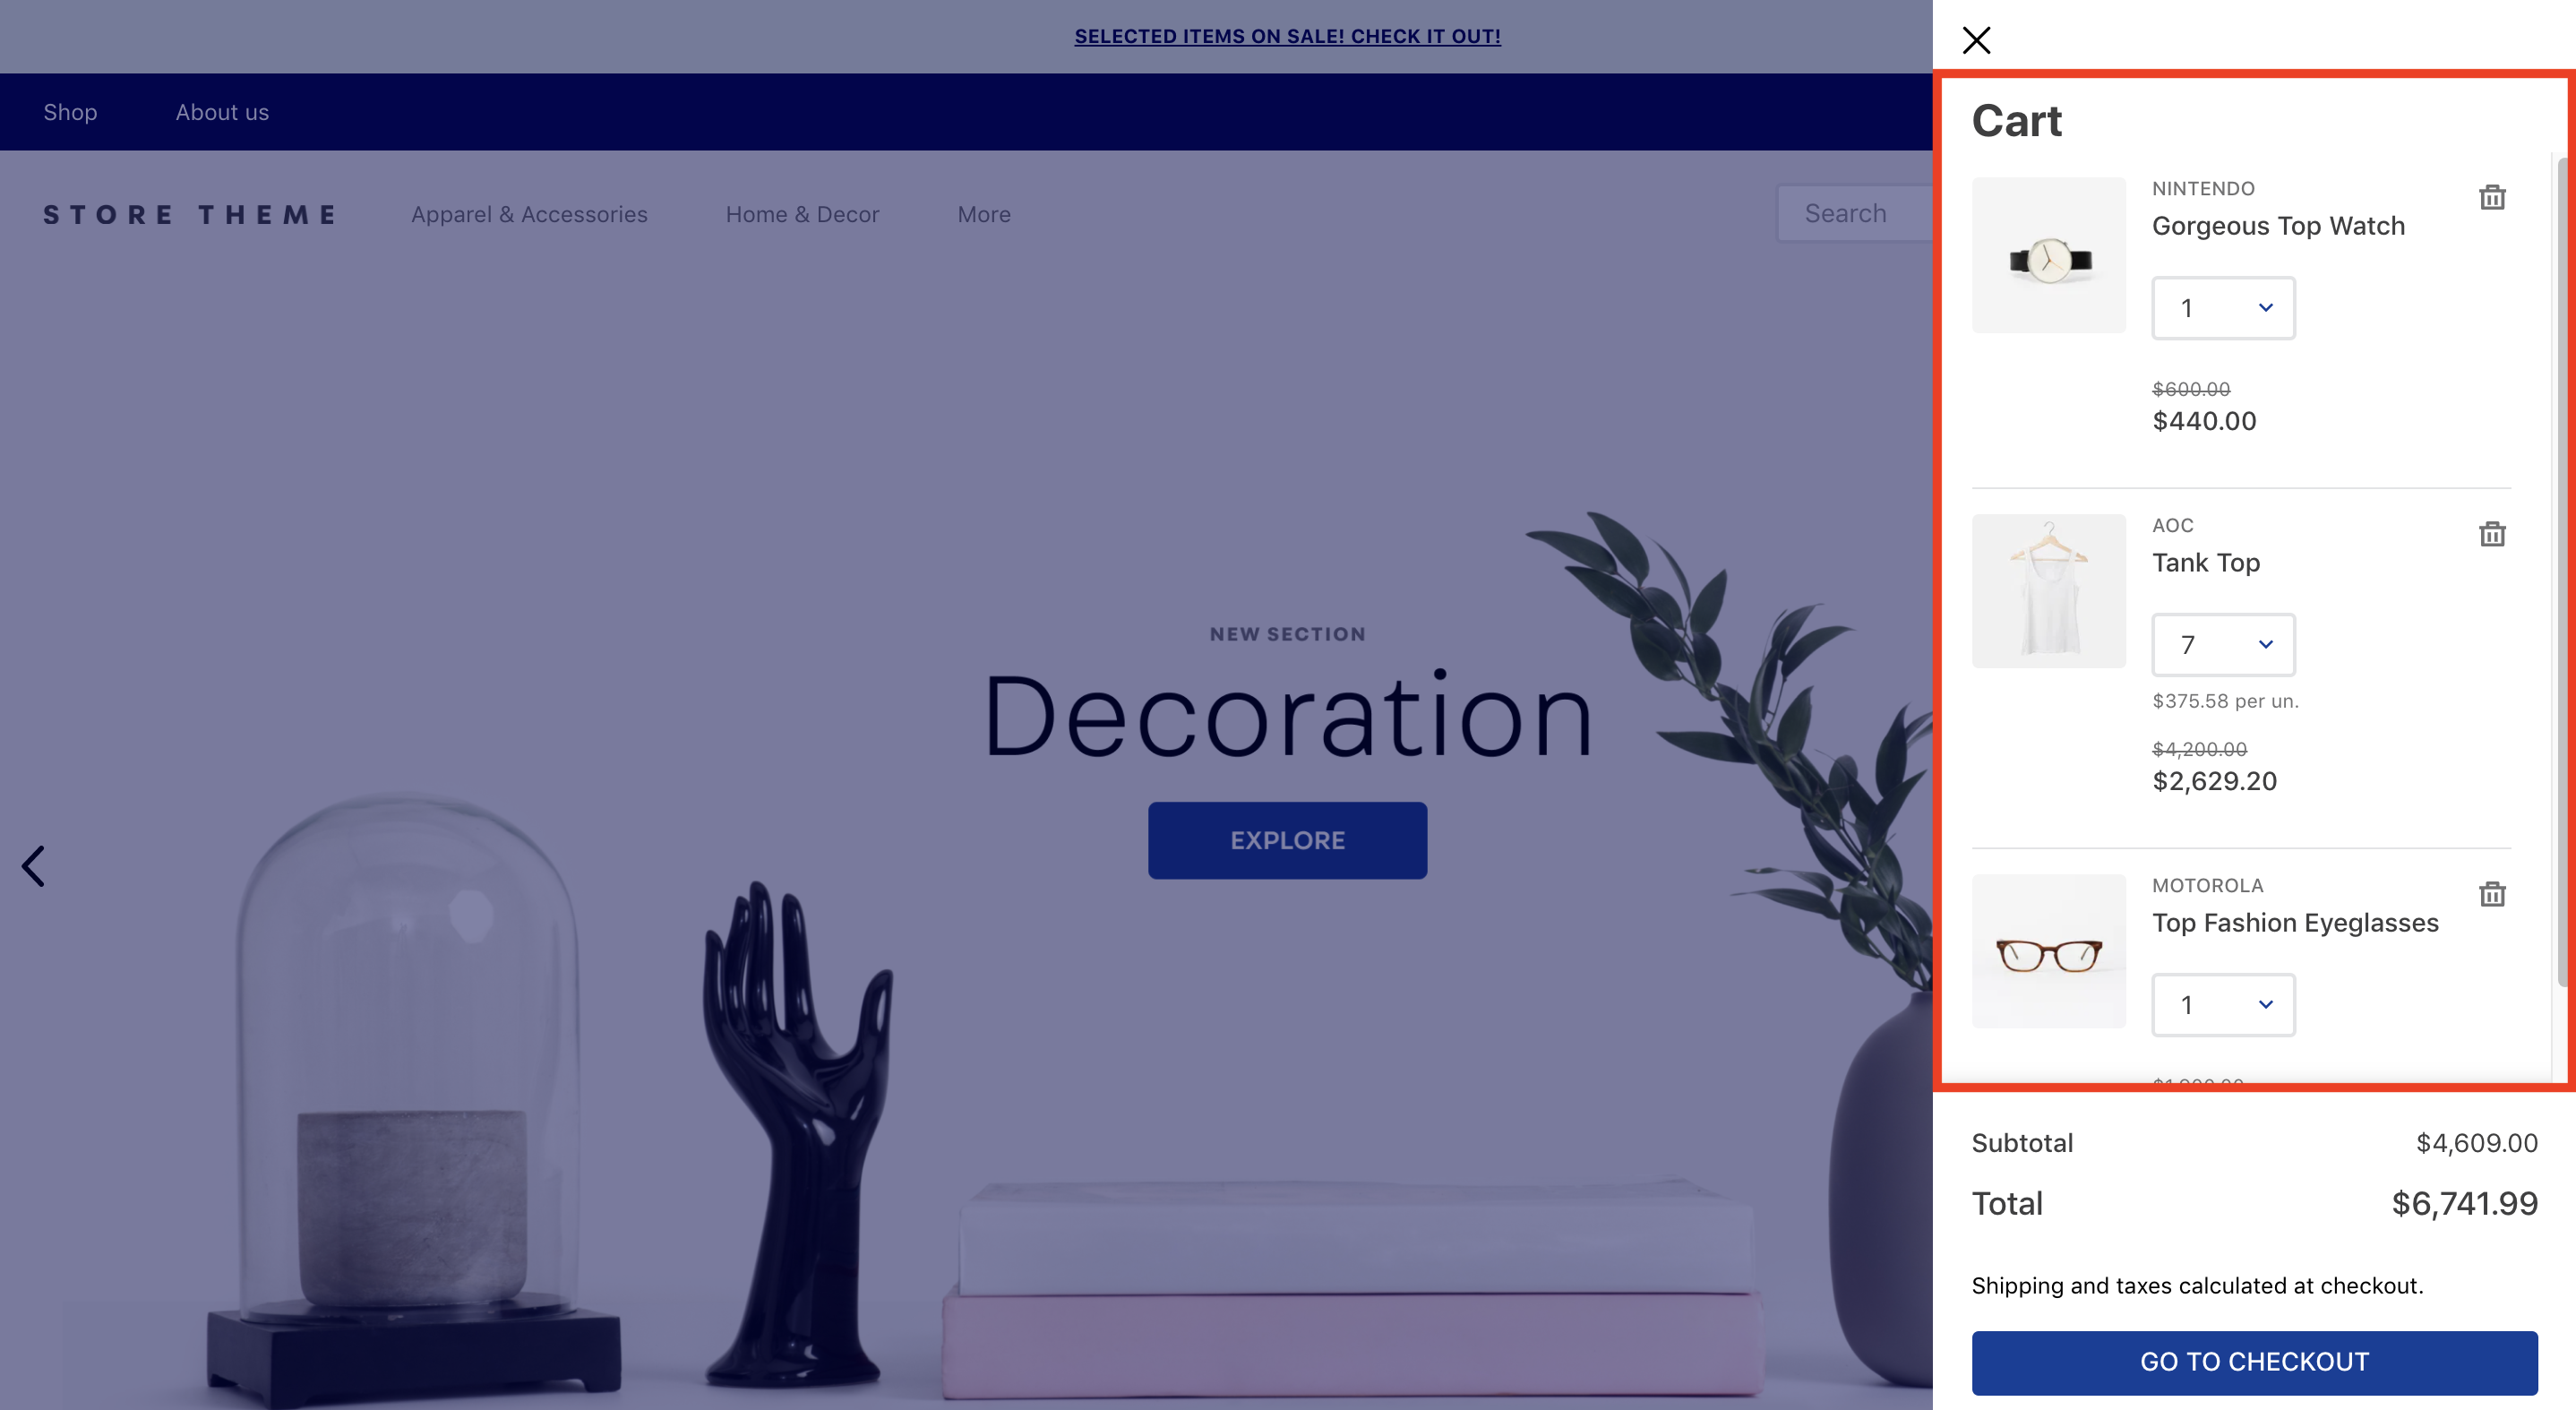 SELECTED ITEMS ON SALE! CHECK IT OUT!
Shop About us
STORE THEME Apparel & Accessories Home & Decor More Search
NEW SECTION
Decoration
EXPLORE
Cart
NINTENDO
Gorgeous Top Watch
1
$600.00
$440.00
AOC
Tank Top
7
$375.58 per un.
$4,200.00
$2,629.20
MOTOROLA
Top Fashion Eyeglasses
1
Subtotal $4,609.00
Total $6,741.99
Shipping and taxes calculated at checkout.
GO TO CHECKOUT